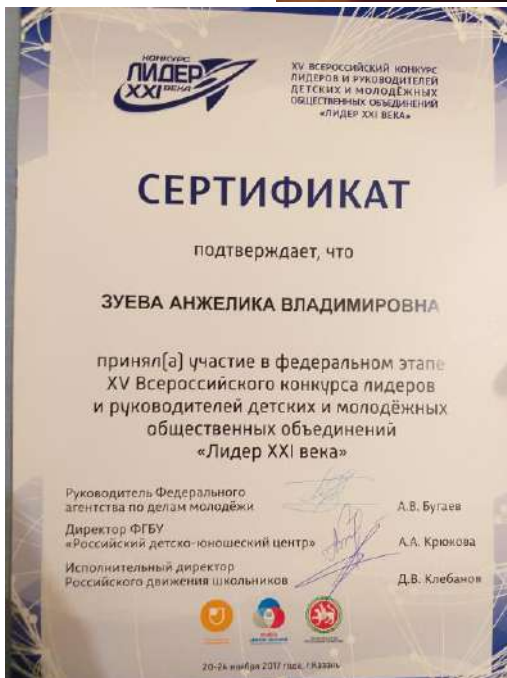 КОНКУРС
ЛИДЕР
XXI ВЕКА
XV ВСЕРОССИЙСКИЙ КОНКУРС
ЛИДЕРОВ И РУКОВОДИТЕЛЕЙ
ДЕТСКИХ И МОЛОДЁЖНЫХ
ОБЩЕСТВЕННЫХ ОБЪЕДИНЕНИЙ
«ЛИДЕР XXI ВЕКА»
СЕРТИФИКАТ
подтверждает, что
ЗУЕВА АНЖЕЛИКА ВЛАДИМИРОВНА
принял(а) участие в федеральном этапе
XV Всероссийского конкурса лидеров
и руководителей детских и молодёжных
общественных объединений
«Лидер XXI века»
Руководитель Федерального
агентства по делам молодёжи
А.В. Бугаев
Директор ФГБУ
«Российский детско-юношеский центр»
А.А. Крюкова
Исполнительный директор
Российского движения школьников
Д.В. Клебанов
20-24 ноября 2017 года, г.Казань